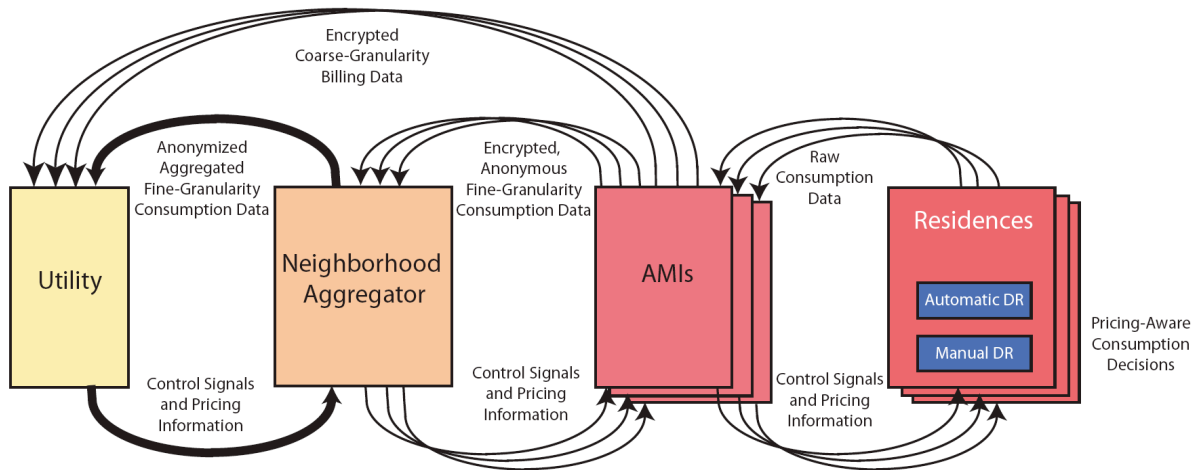 Encrypted
Coarse-Granularity
Billing Data
Anonymized
Aggregated
Fine-Granularity
Consumption Data
Encrypted,
Anonymous
Fine-Granularity
Consumption Data
Raw
Consumption
Data
Utility
Neighborhood
Aggregator
AMIs
Residences
Automatic DR
Manual DR
Pricing-Aware
Consumption
Decisions
Control Signals
and Pricing
Information
Control Signals
and Pricing
Information
Control Signals
and Pricing
Information